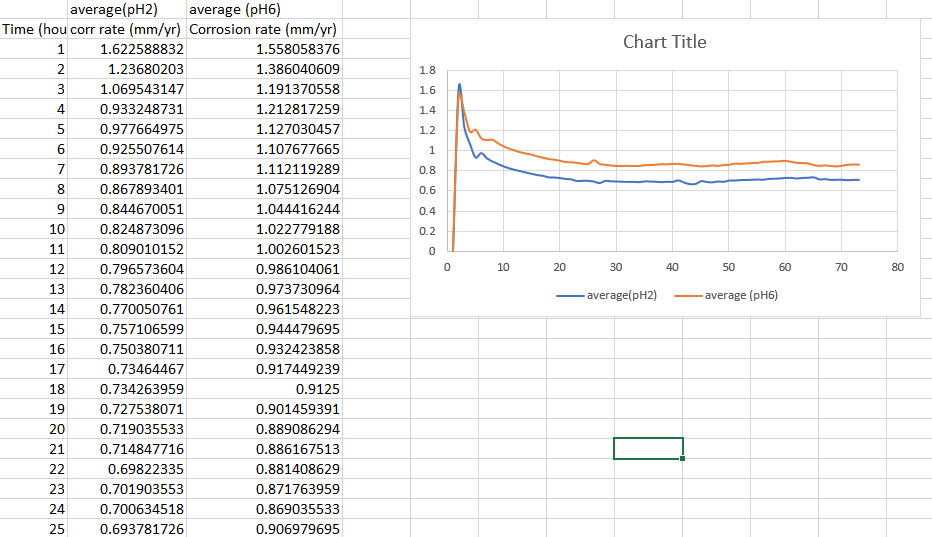 average(pH2) average (pH6)
Time (hou corr rate (mm/yr) Corrosion rate (mm/yr)
1 1.622588832 1.558058376
2 1.23680203 1.386040609
3 1.069543147 1.191370558
4 0.933248731 1.212817259
5 0.977664975 1.127030457
6 0.925507614 1.107677665
7 0.893781726 1.112119289
8 0.867893401 1.075126904
9 0.844670051 1.044416244
10 0.824873096 1.022779188
11 0.809010152 1.002601523
12 0.796573604 0.986104061
13 0.782360406 0.973730964
14 0.770050761 0.961548223
15 0.757106599 0.944479695
16 0.750380711 0.932423858
17 0.73464467 0.917449239
18 0.734263959 0.9125
19 0.727538071 0.901459391
20 0.719035533 0.889086294
21 0.714847716 0.886167513
22 0.69822335 0.881408629
23 0.701903553 0.871763959
24 0.700634518 0.869035533
25 0.693781726 0.906979695
Chart Title
1.8
1.6
1.4
1.2
1
0.8
0.6
0.4
0.2
0
0 10 20 30 40 50 60 70 80
average(pH2) average (pH6)